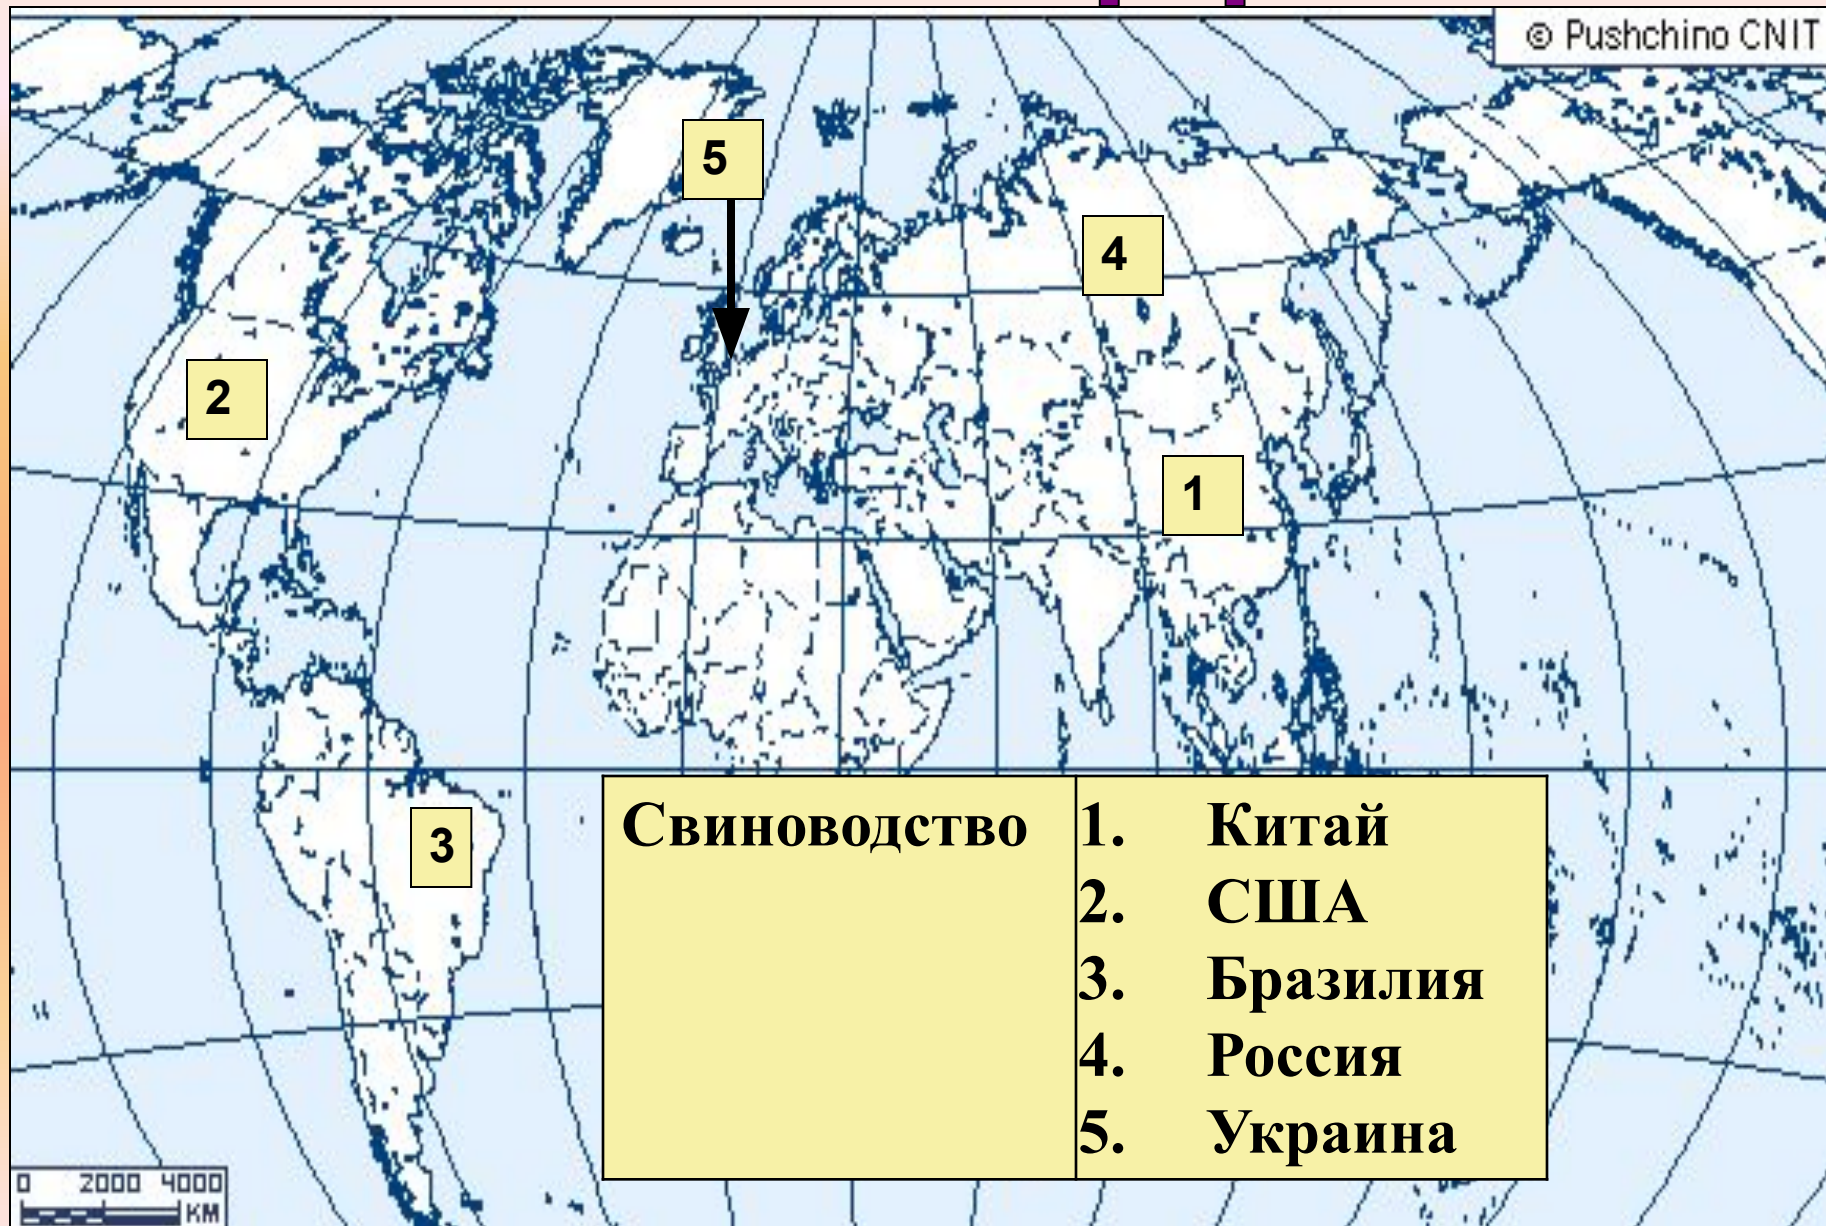 © Pushchino CNIT
5
4
2
1
3
Свиноводство
1. Китай
2. США
3. Бразилия
4. Россия
5. Украина
0 2000 4000
КМ